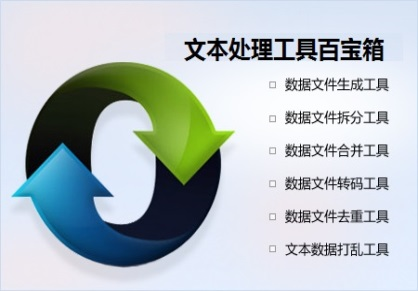 文本处理工具百宝箱
数据文件生成工具
数据文件拆分工具
数据文件合并工具
数据文件转码工具
数据文件去重工具
文本数据打乱工具